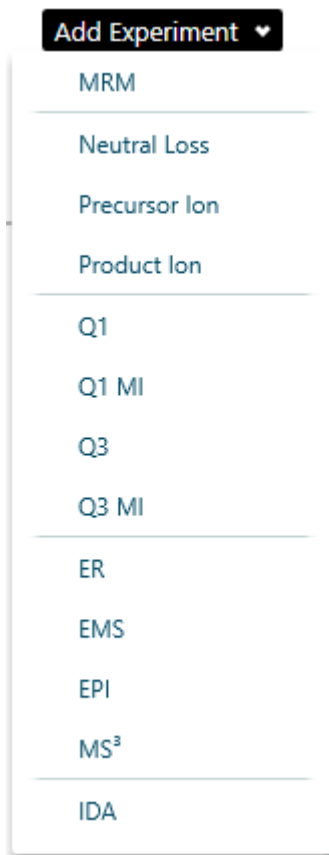 Add Experiment
MRM
Neutral Loss
Precursor Ion
Product Ion
Q1
Q1 MI
Q3
Q3 MI
ER
EMS
EPI
MS³
IDA